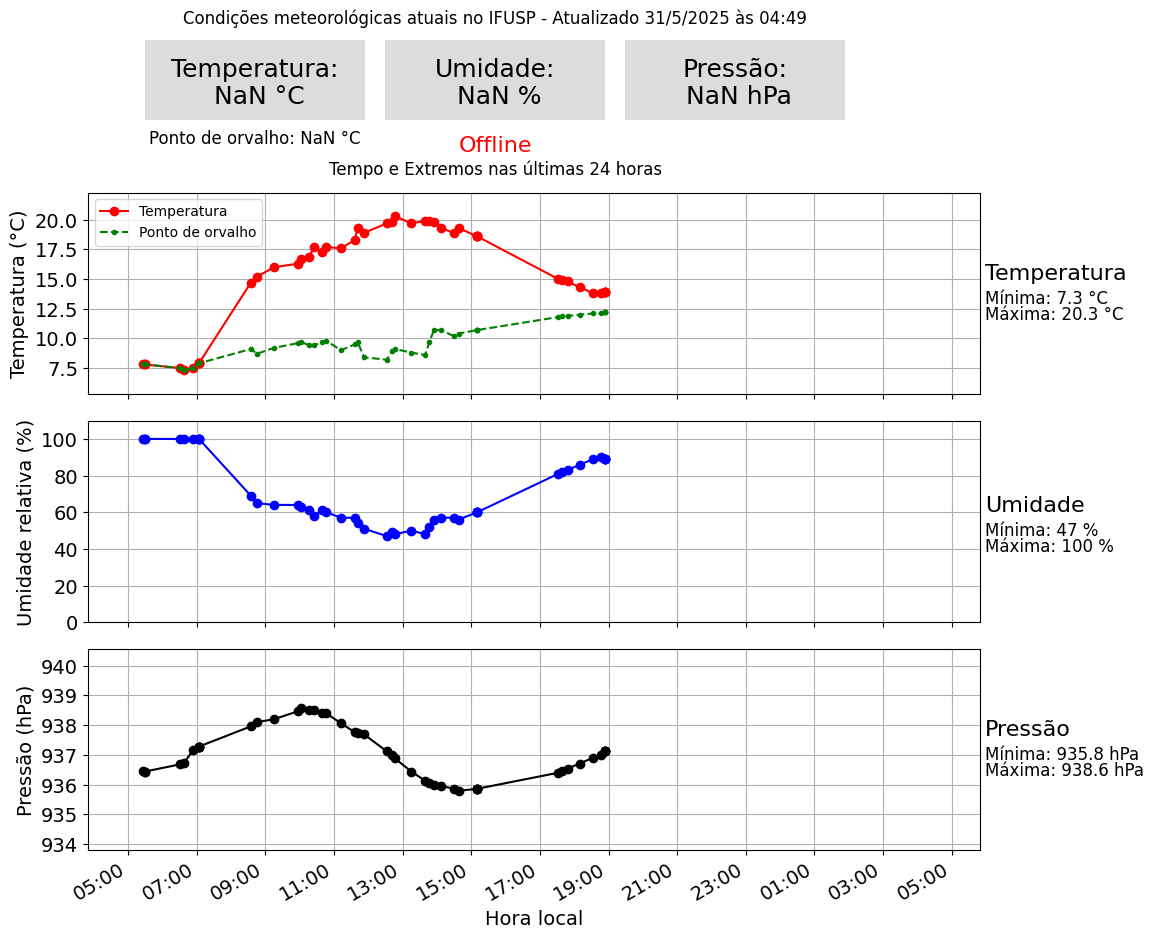 Condições meteorológicas atuais no IFUSP - Atualizado 31/5/2025 às 04:49
Temperatura:
NaN °C
Umidade:
NaN %
Pressão:
NaN hPa
Ponto de orvalho: NaN °C
Offline
Tempo e Extremos nas últimas 24 horas
Temperatura (°C)
20.0
17.5
15.0
12.5
10.0
7.5
Temperatura
Ponto de orvalho
Temperatura
Mínima: 7.3 °C
Máxima: 20.3 °C
Umidade relativa (%)
100
80
60
40
20
0
Umidade
Mínima: 47 %
Máxima: 100 %
Pressão (hPa)
940
939
938
937
936
935
934
Pressão
Mínima: 935.8 hPa
Máxima: 938.6 hPa
05:00 07:00 09:00 11:00 13:00 15:00 17:00 19:00 21:00 23:00 01:00 03:00 05:00
Hora local